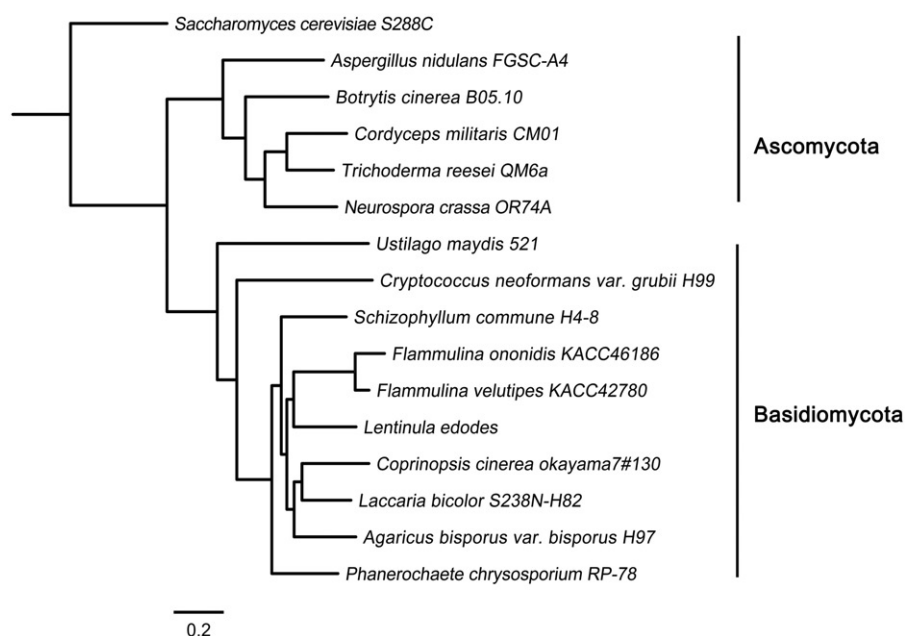 Saccharomyces cerevisiae S288C
Aspergillus nidulans FGSC-A4
Botrytis cinerea B05.10
Cordyceps militaris CM01
Ascomycota
Trichoderma reesei QM6a
Neurospora crassa OR74A
Ustilago maydis 521
Cryptococcus neoformans var. grubii H99
Schizophyllum commune H4-8
Flammulina ononidis KACC46186
Flammulina velutipes KACC42780
Basidiomycota
Lentinula edodes
Coprinopsis cinerea okayama7#130
Laccaria bicolor S238N-H82
Agaricus bisporus var. bisporus H97
Phanerochaete chrysosporium RP-78
0.2